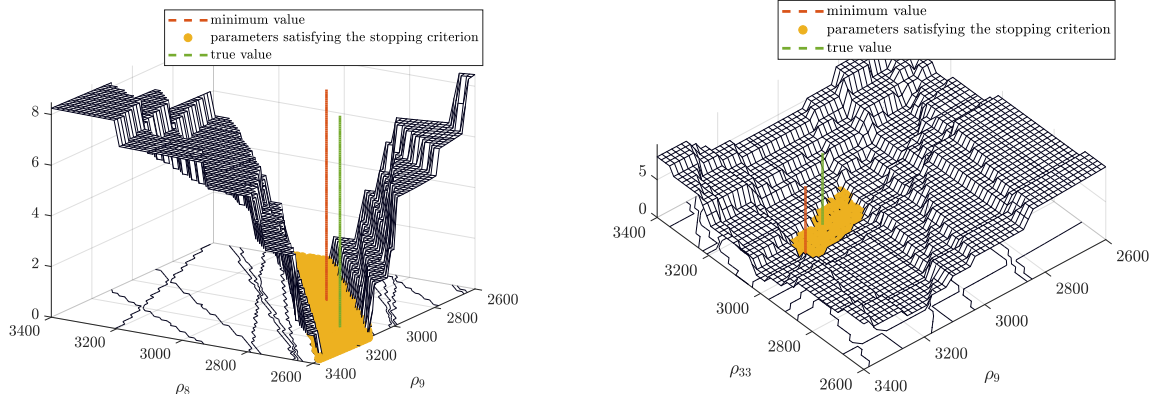 minimum value
parameters satisfying the stopping criterion
true value
8
6
4
2
0
3400
3200
3000
2800
2600
ρ8
3400
3200
3000
2800
2600
ρ9
minimum value
parameters satisfying the stopping criterion
true value
5
0
3400
3200
3000
2800
2600
ρ33
3400
3200
3000
2800
2600
ρ9